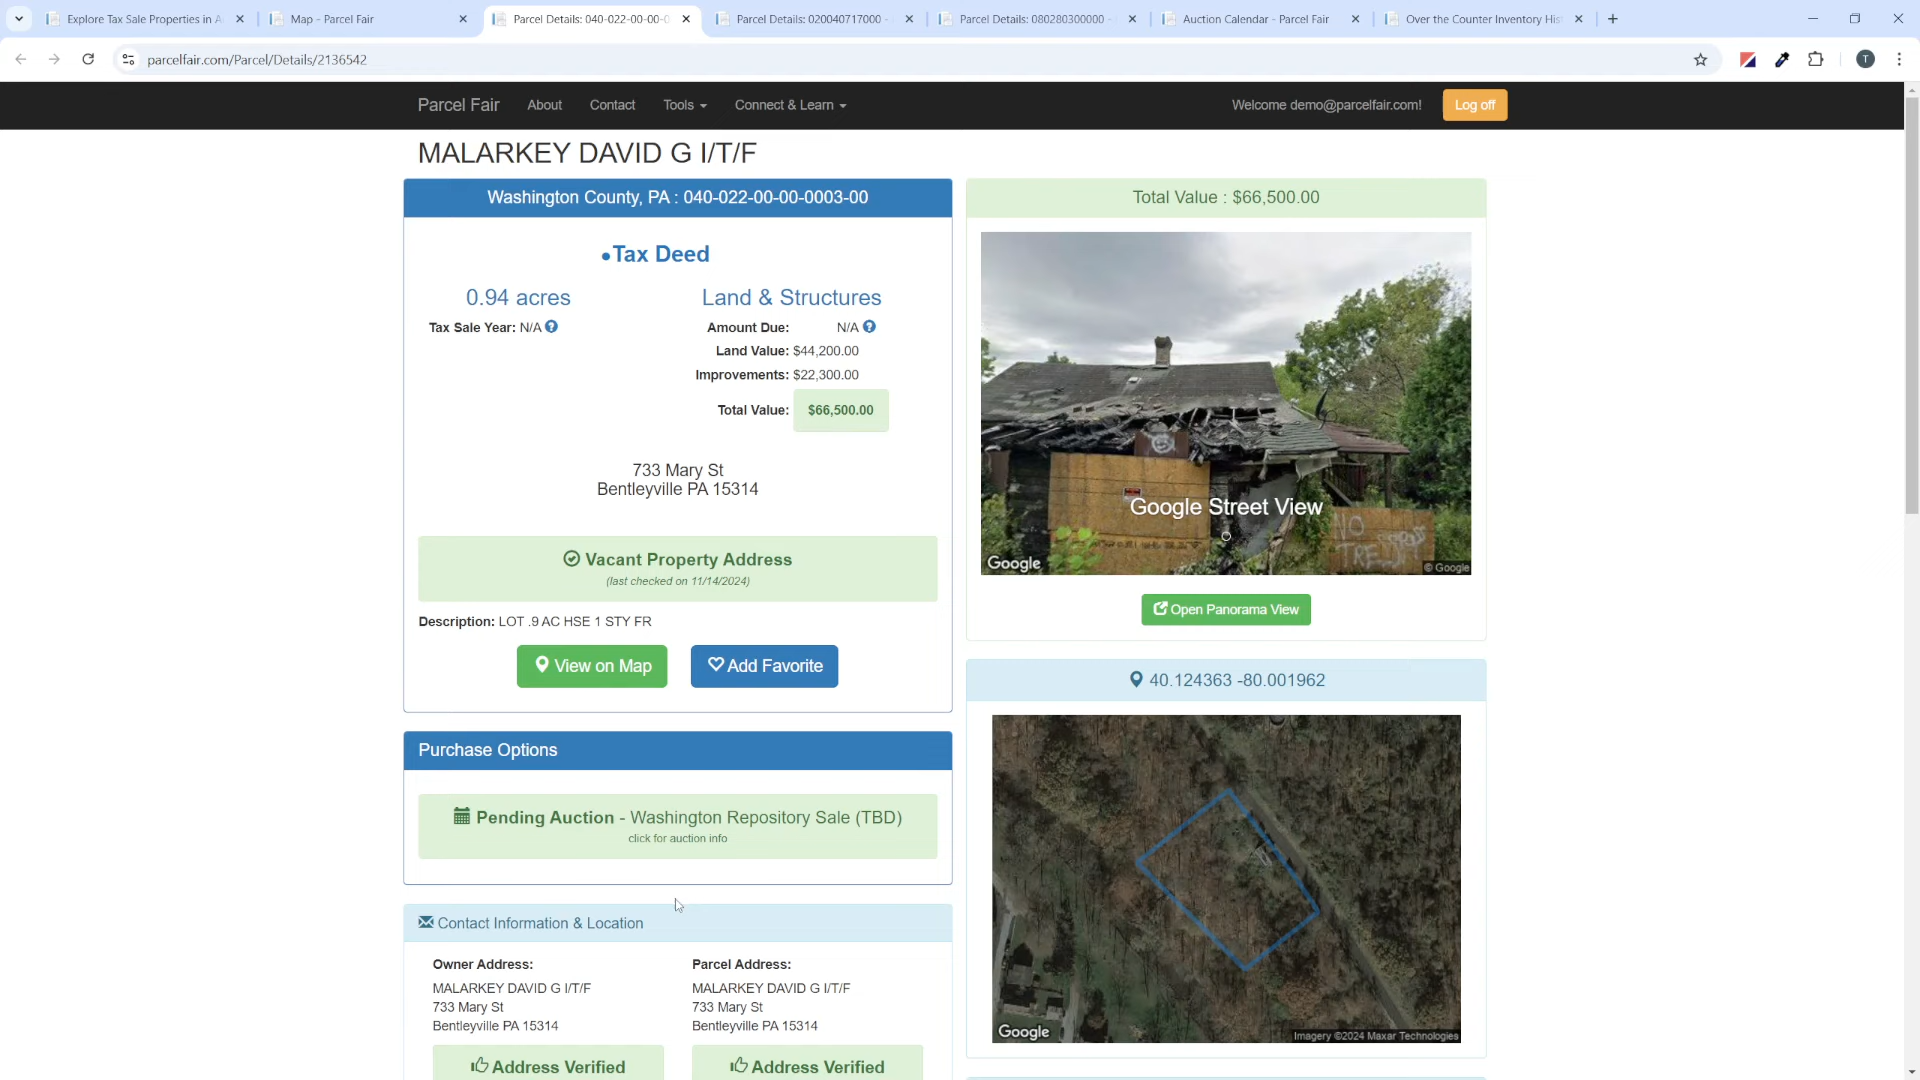 Explore Tax Sale Properties in A
Map - Parcel Fair
Parcel Details: 040-022-00-00-0
Parcel Details: 020040717000 -
Parcel Details: 080280300000 -
Auction Calendar - Parcel Fair
Over the Counter Inventory His
parcelfair.com/Parcel/Details/2136542
T
Parcel Fair
About
Contact
Tools
Connect & Learn
Welcome demo@parcelfair.com!
Log off
MALARKEY DAVID G I/T/F
Washington County, PA : 040-022-00-00-0003-00
Tax Deed
0.94 acres
Land & Structures
Tax Sale Year: N/A
Amount Due: N/A
Land Value: $44,200.00
Improvements: $22,300.00
Total Value: $66,500.00
733 Mary St
Bentleyville PA 15314
Vacant Property Address
(last checked on 11/14/2024)
Description: LOT .9 AC HSE 1 STY FR
View on Map
Add Favorite
Purchase Options
Pending Auction - Washington Repository Sale (TBD)
click for auction info
Contact Information & Location
Owner Address:
MALARKEY DAVID G I/T/F
733 Mary St
Bentleyville PA 15314
Address Verified
Parcel Address:
MALARKEY DAVID G I/T/F
733 Mary St
Bentleyville PA 15314
Address Verified
Total Value : $66,500.00
Google Street View
NO
Google
© Google
Open Panorama View
40.124363 -80.001962
Google
Imagery ©2024 Maxar Technologies